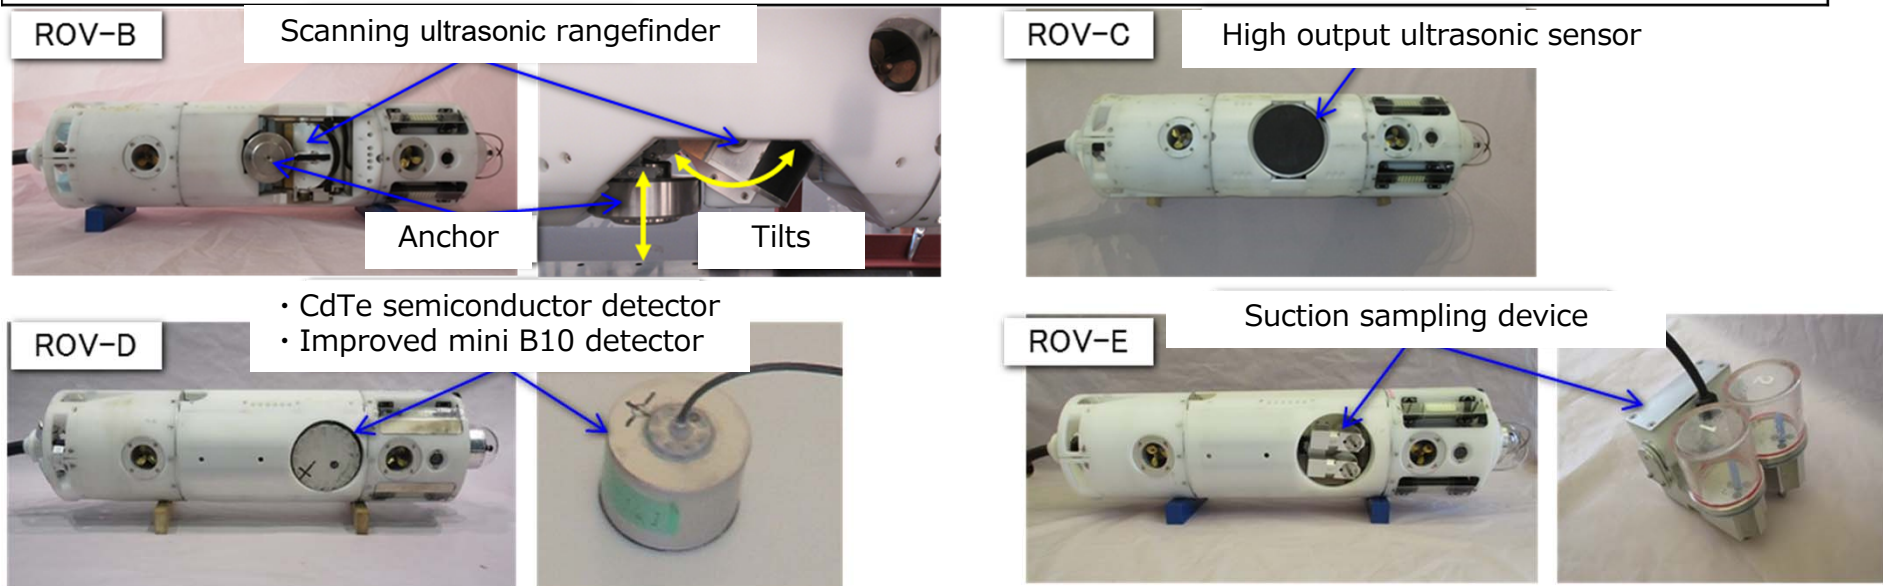 ROV-B
Scanning ultrasonic rangefinder
Anchor
Tilts
ROV-C
High output ultrasonic sensor
ROV-D
・CdTe semiconductor detector
・Improved mini B10 detector
ROV-E
Suction sampling device